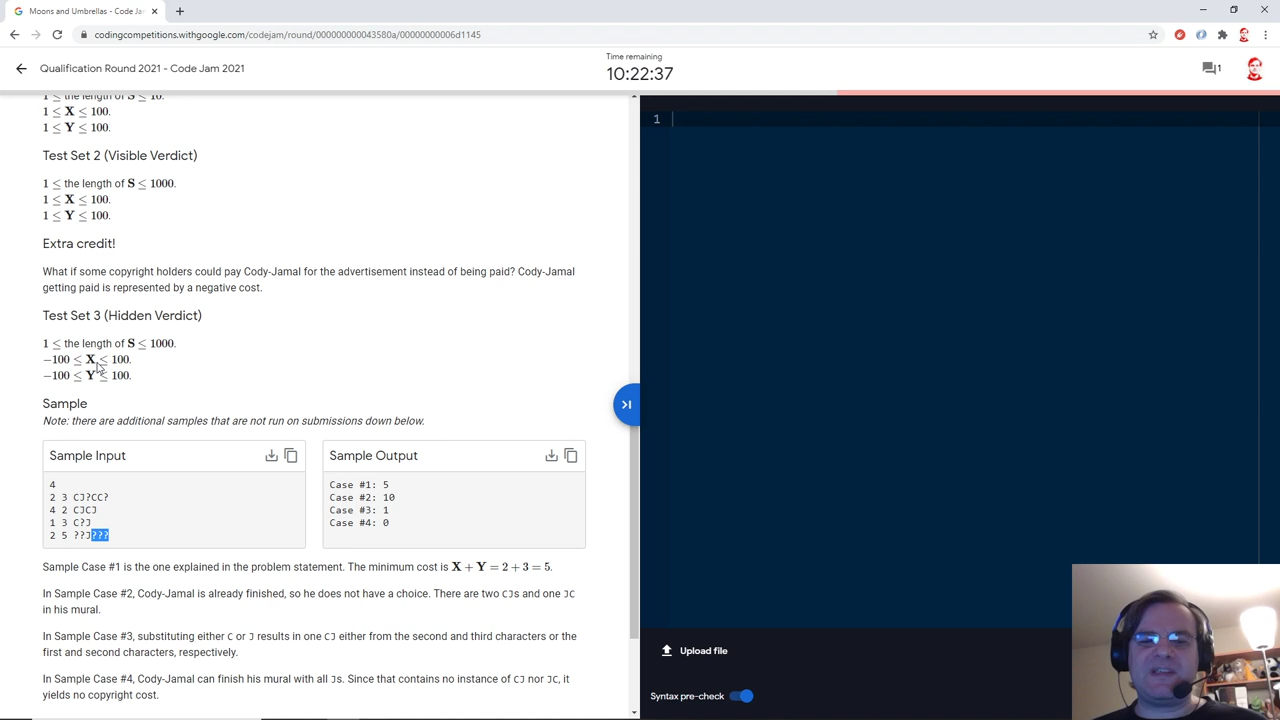 Moons and Umbrellas - Code Ja
codingcompetitions.withgoogle.com/codejam/round/000000000043580a/00000000006d1145
Qualification Round 2021 - Code Jam 2021
Time remaining
10:22:37
1
1 ≤ the length of S ≤ 10.
1 ≤ X ≤ 100.
1 ≤ Y ≤ 100.
Test Set 2 (Visible Verdict)
1 ≤ the length of S ≤ 1000.
1 ≤ X ≤ 100.
1 ≤ Y ≤ 100.
Extra credit!
What if some copyright holders could pay Cody-Jamal for the advertisement instead of being paid? Cody-Jamal
getting paid is represented by a negative cost.
Test Set 3 (Hidden Verdict)
1 ≤ the length of S ≤ 1000.
−100 ≤ X ≤ 100.
−100 ≤ Y ≤ 100.
Sample
Note: there are additional samples that are not run on submissions down below.
Sample Input
4
2 3 CJ?CC?
4 2 CJCJ
1 3 C?J
2 5 ??J???
Sample Output
Case #1: 5
Case #2: 10
Case #3: 1
Case #4: 0
Sample Case #1 is the one explained in the problem statement. The minimum cost is X + Y = 2 + 3 = 5.
In Sample Case #2, Cody-Jamal is already finished, so he does not have a choice. There are two CJs and one JC
in his mural.
In Sample Case #3, substituting either C or J results in one CJ either from the second and third characters or the
first and second characters, respectively.
In Sample Case #4, Cody-Jamal can finish his mural with all Js. Since that contains no instance of CJ nor JC, it
yields no copyright cost.
1
Upload file
Syntax pre-check